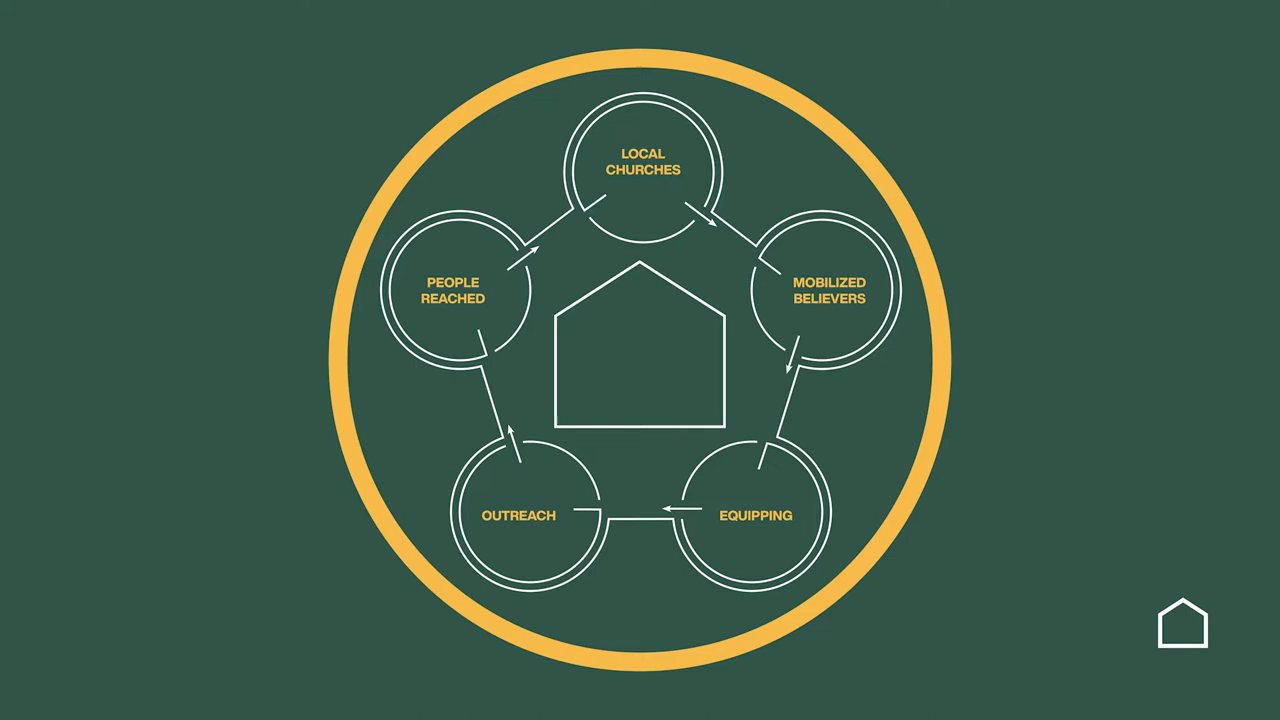 LOCAL
CHURCHES
MOBILIZED
BELIEVERS
EQUIPPING
OUTREACH
PEOPLE
REACHED